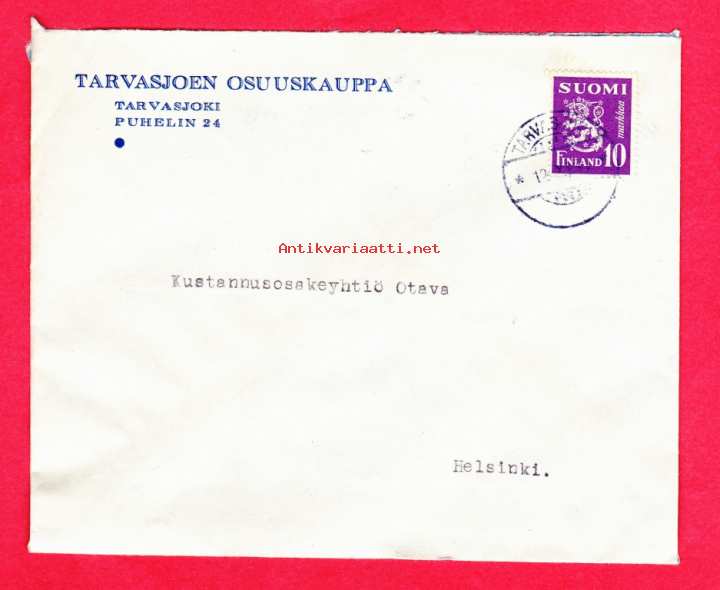 TARVASJOEN OSUUSKAUPPA
TARVASJOKI
PUHELIN 24
SUOMI
markkaa
FINLAND 10
Antikvariaatti.net
Kustannusosakeyhtiö Otava
Helsinki.